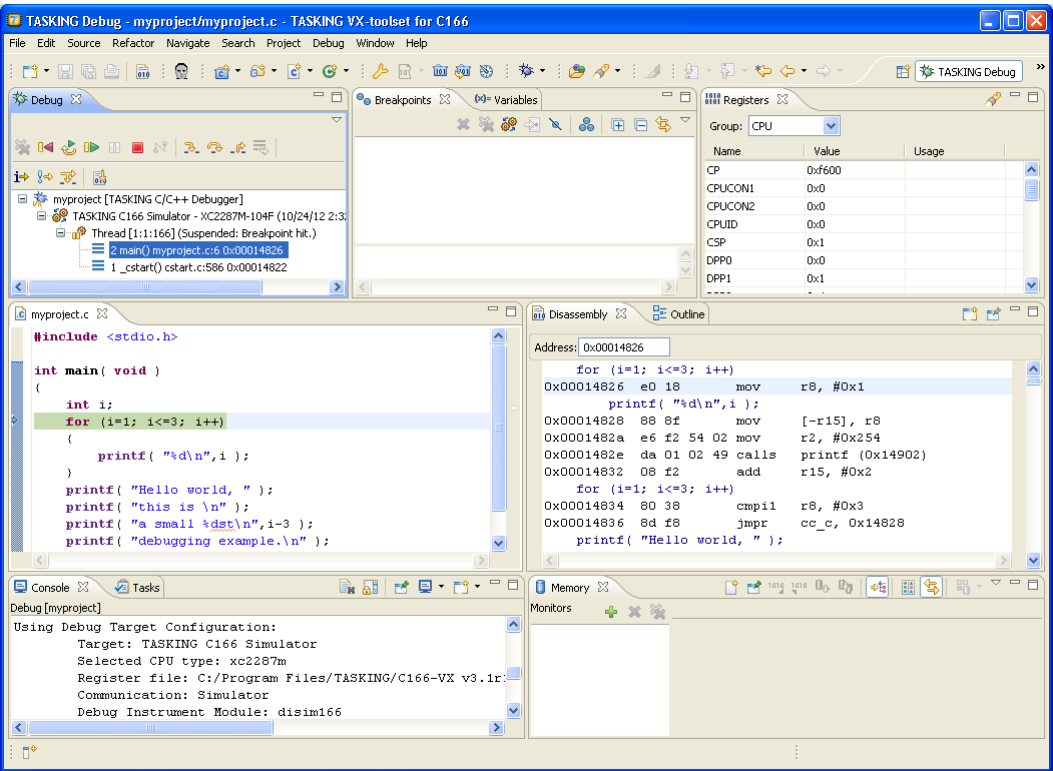 TASKING Debug - myproject/myproject.c - TASKING VX-toolset for C166
File Edit Source Refactor Navigate Search Project Debug Window Help
TASKING Debug »
Debug
myproject [TASKING C/C++ Debugger]
TASKING C166 Simulator - XC2287M-104F (10/24/12 2:32
Thread [1:1:166] (Suspended: Breakpoint hit.)
2 main() myproject.c:6 0x00014826
1 _cstart() cstart.c:586 0x00014822
Breakpoints (x)= Variables
Registers
Group: CPU
Name Value Usage
CP 0xf600
CPUCON1 0x0
CPUCON2 0x0
CPUID 0x0
CSP 0x1
DPP0 0x0
DPP1 0x1
myproject.c
#include <stdio.h>
int main( void )
{
int i;
for (i=1; i<=3; i++)
{
printf( "%d\n",i );
}
printf( "Hello world, " );
printf( "this is \n" );
printf( "a small %dst\n",i-3 );
printf( "debugging example.\n" );
Disassembly Outline
Address: 0x00014826
for (i=1; i<=3; i++)
0x00014826 e0 18 mov r8, #0x1
printf( "%d\n",i );
0x00014828 88 8f mov [-r15], r8
0x0001482a e6 f2 54 02 mov r2, #0x254
0x0001482e da 01 02 49 calls printf (0x14902)
0x00014832 08 f2 add r15, #0x2
for (i=1; i<=3; i++)
0x00014834 80 38 cmpi1 r8, #0x3
0x00014836 8d f8 jmpr cc_c, 0x14828
printf( "Hello world, " );
Console Tasks
Debug [myproject]
Using Debug Target Configuration:
Target: TASKING C166 Simulator
Selected CPU type: xc2287m
Register file: C:/Program Files/TASKING/C166-VX v3.1r
Communication: Simulator
Debug Instrument Module: disim166
Memory
Monitors